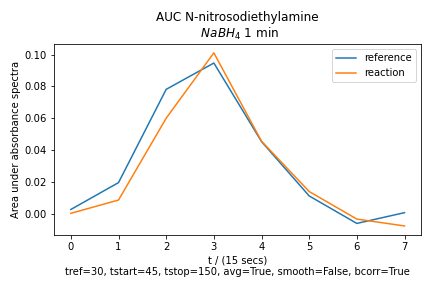 AUC N-nitrosodiethylamine
NaBH4 1 min
reference
reaction
Area under absorbance spectra
0.10
0.08
0.06
0.04
0.02
0.00
0 1 2 3 4 5 6 7
t / (15 secs)
tref=30, tstart=45, tstop=150, avg=True, smooth=False, bcorr=True